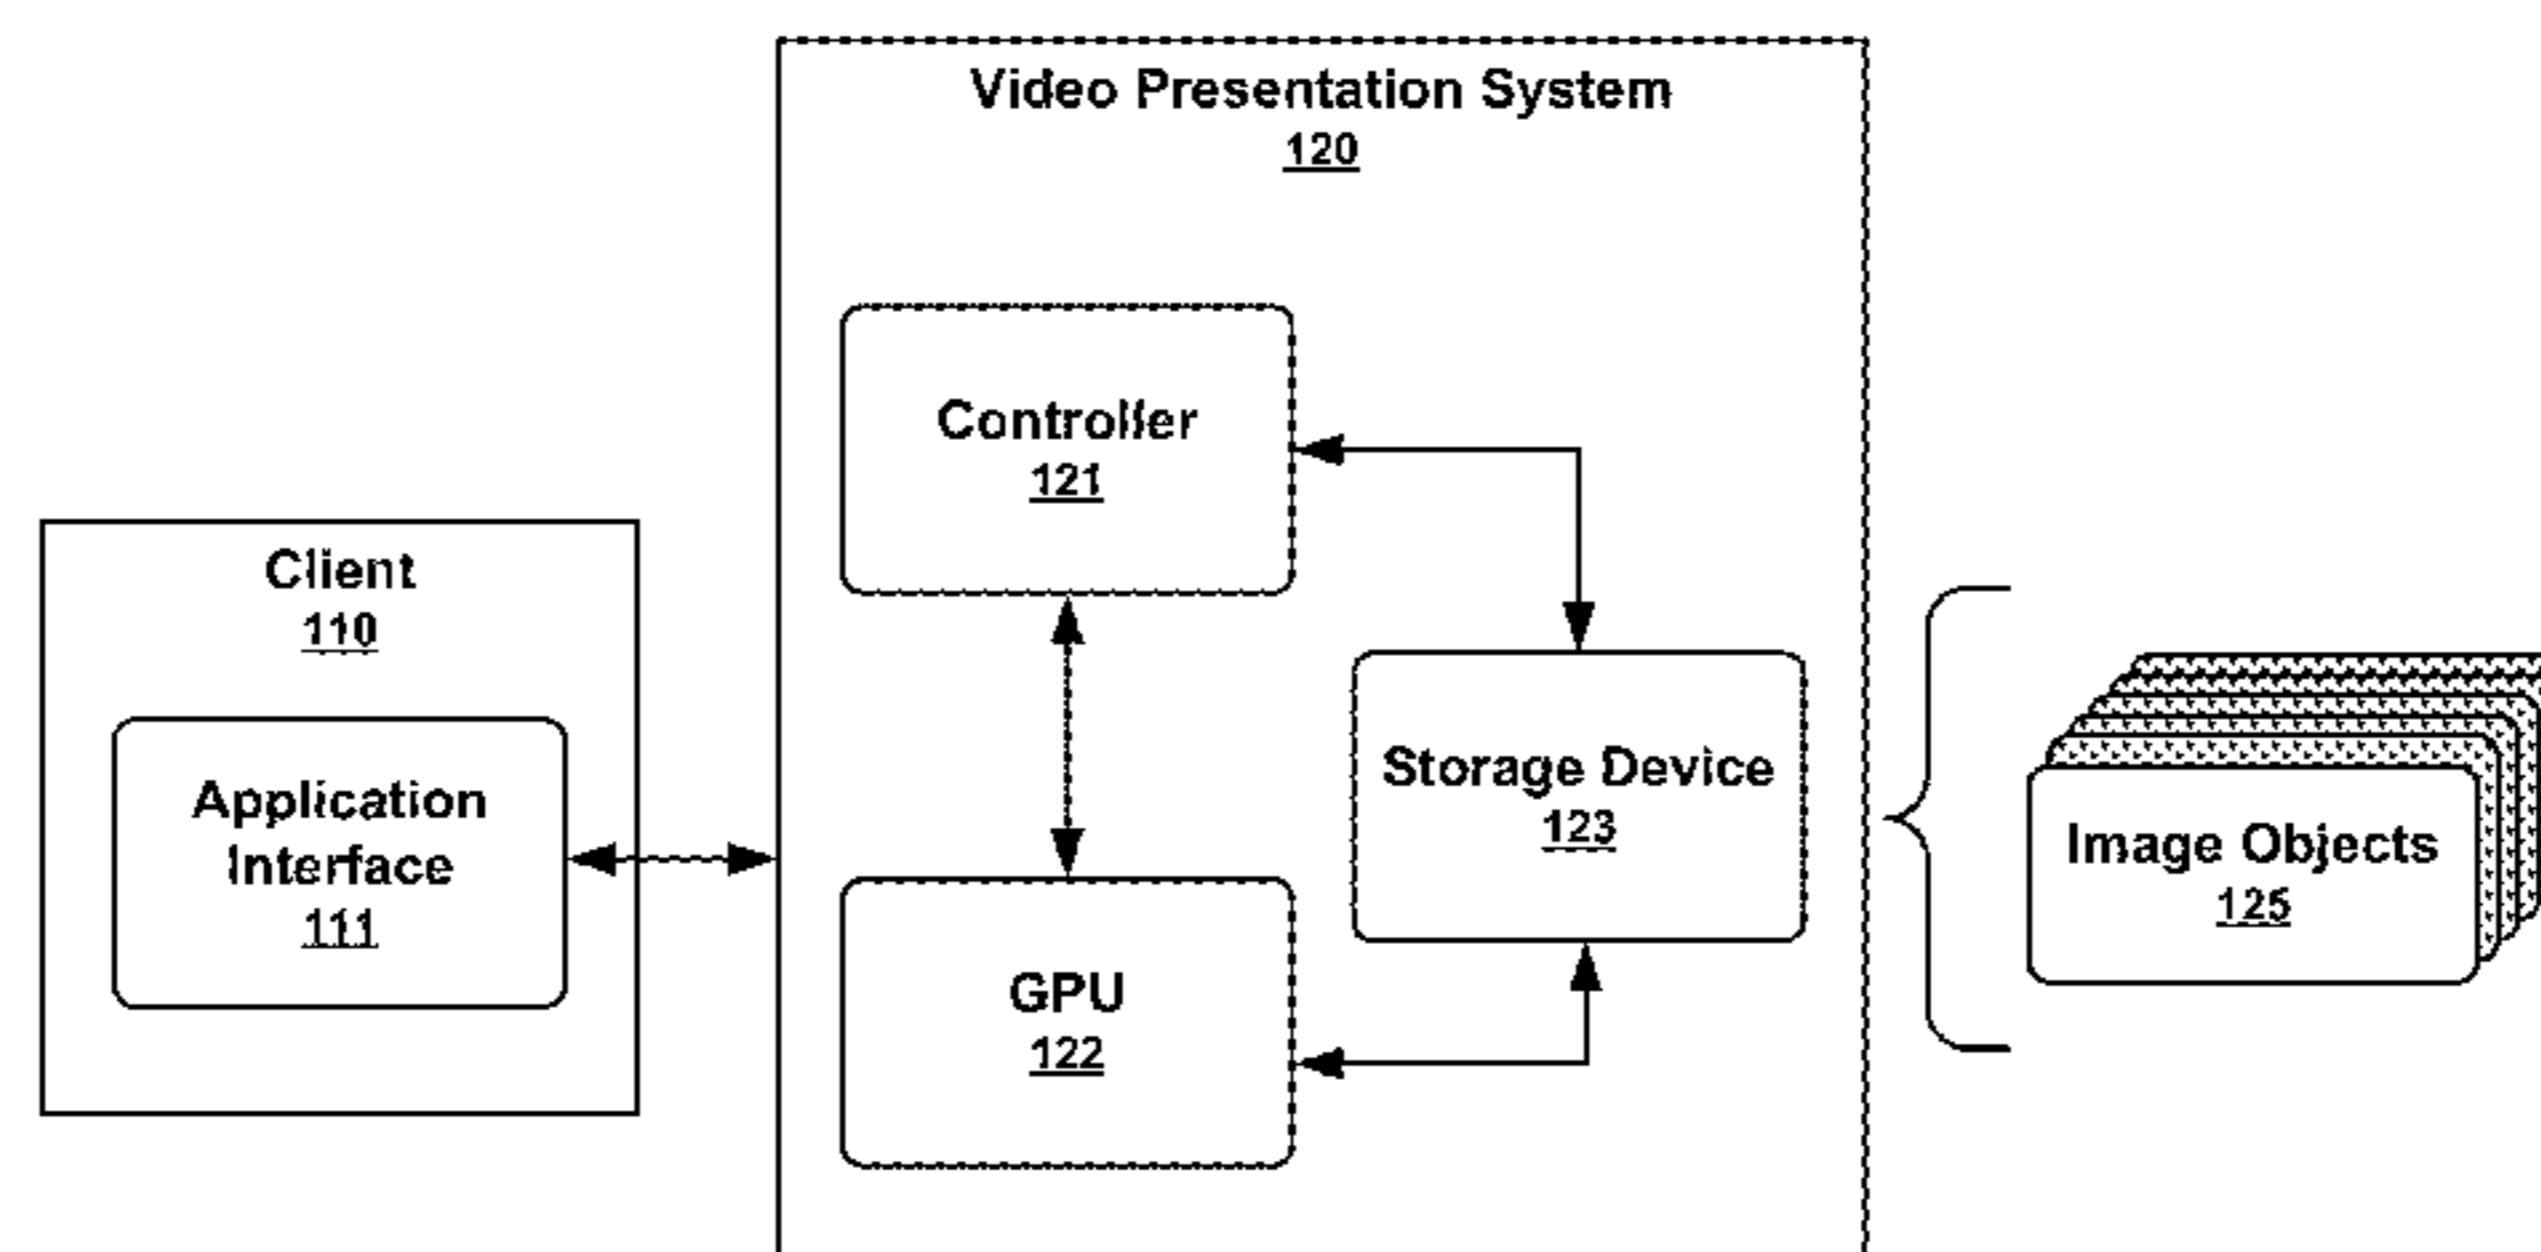 Video Presentation System
120
Controller
121
Client
110
Application
Interface
111
Storage Device
123
GPU
122
Image Objects
125